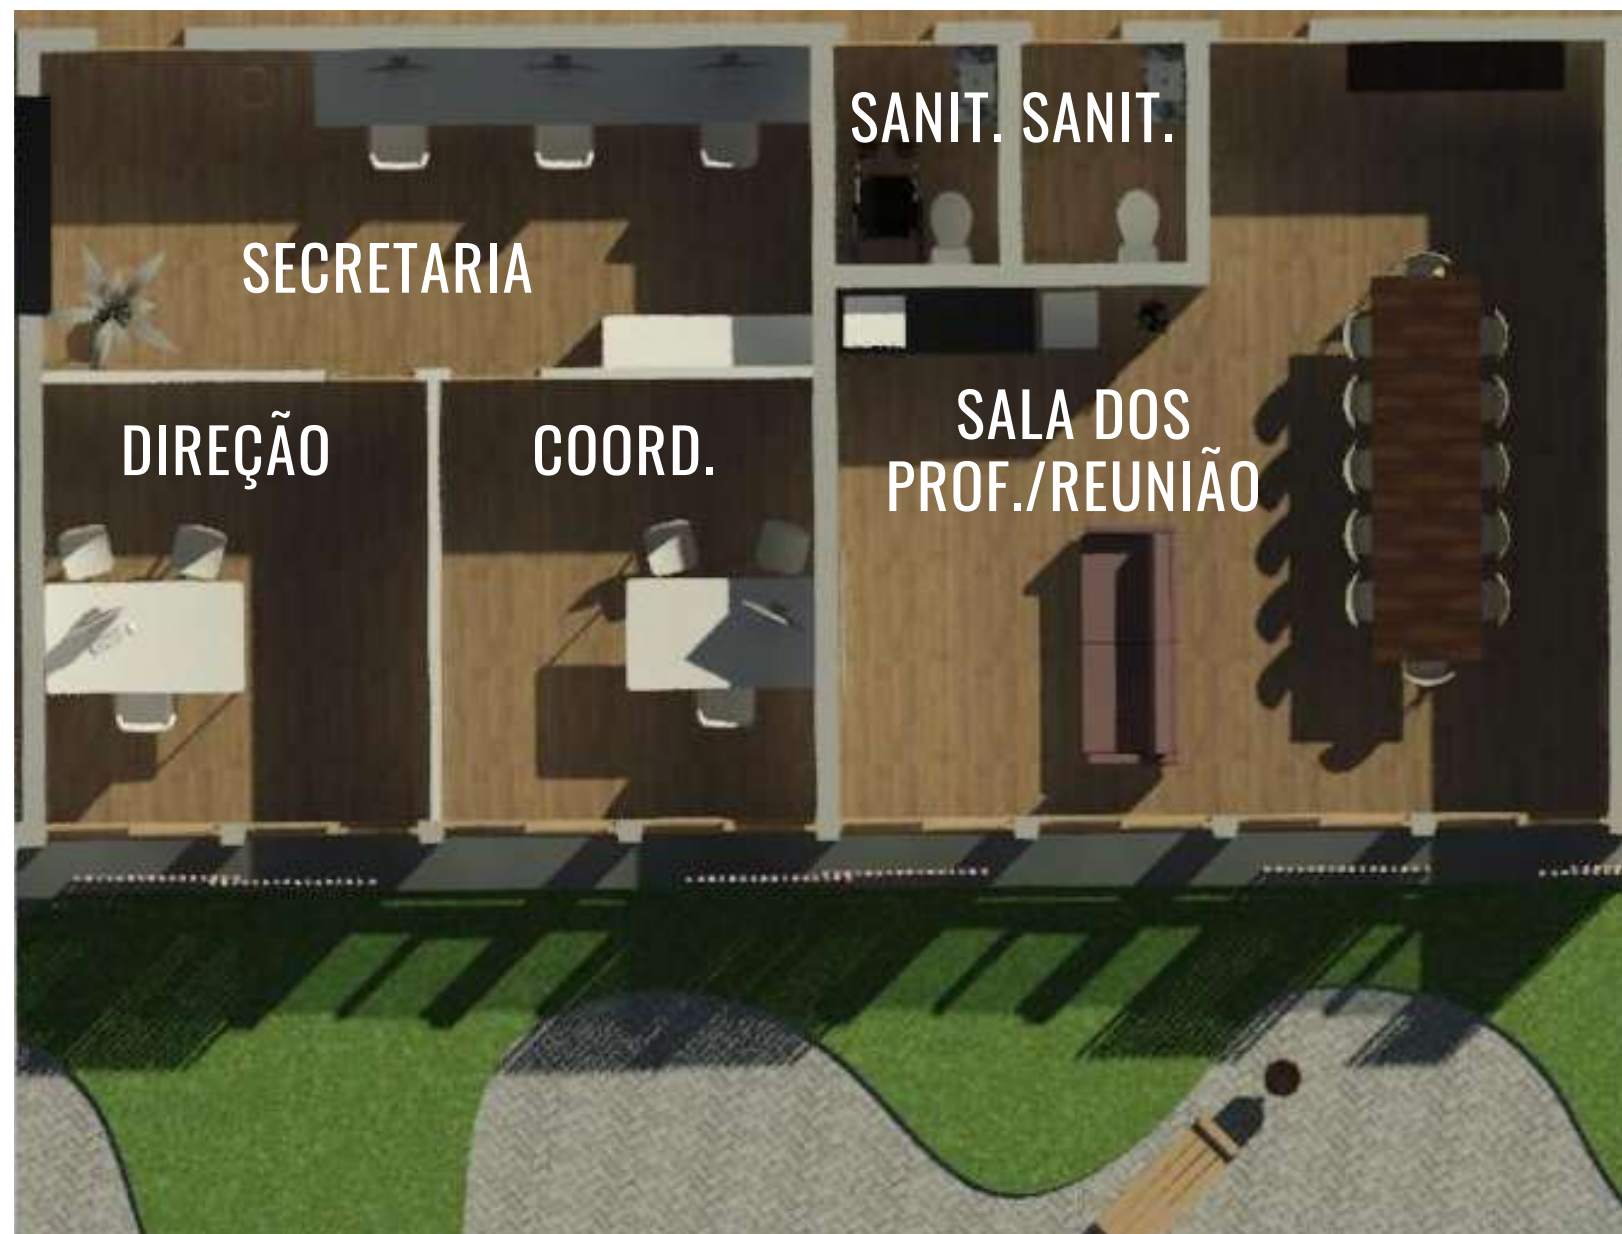 SANIT. SANIT.
SECRETARIA
DIREÇÃO
COORD.
SALA DOS
PROF./REUNIÃO